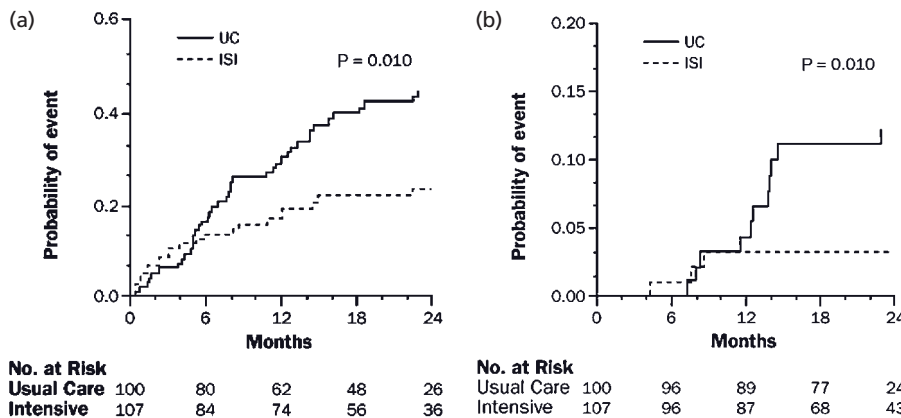 (a)
0.6
0.4
0.2
0.0
Probability of event
UC
ISI
P = 0.010
0 6 12 18 24
Months
No. at Risk
Usual Care 100 80 62 48 26
Intensive 107 84 74 56 36
(b)
0.20
0.15
0.10
0.05
0.00
Probability of event
UC
ISI
P = 0.010
0 6 12 18 24
Months
No. at Risk
Usual Care 100 96 89 77 24
Intensive 107 96 87 68 43